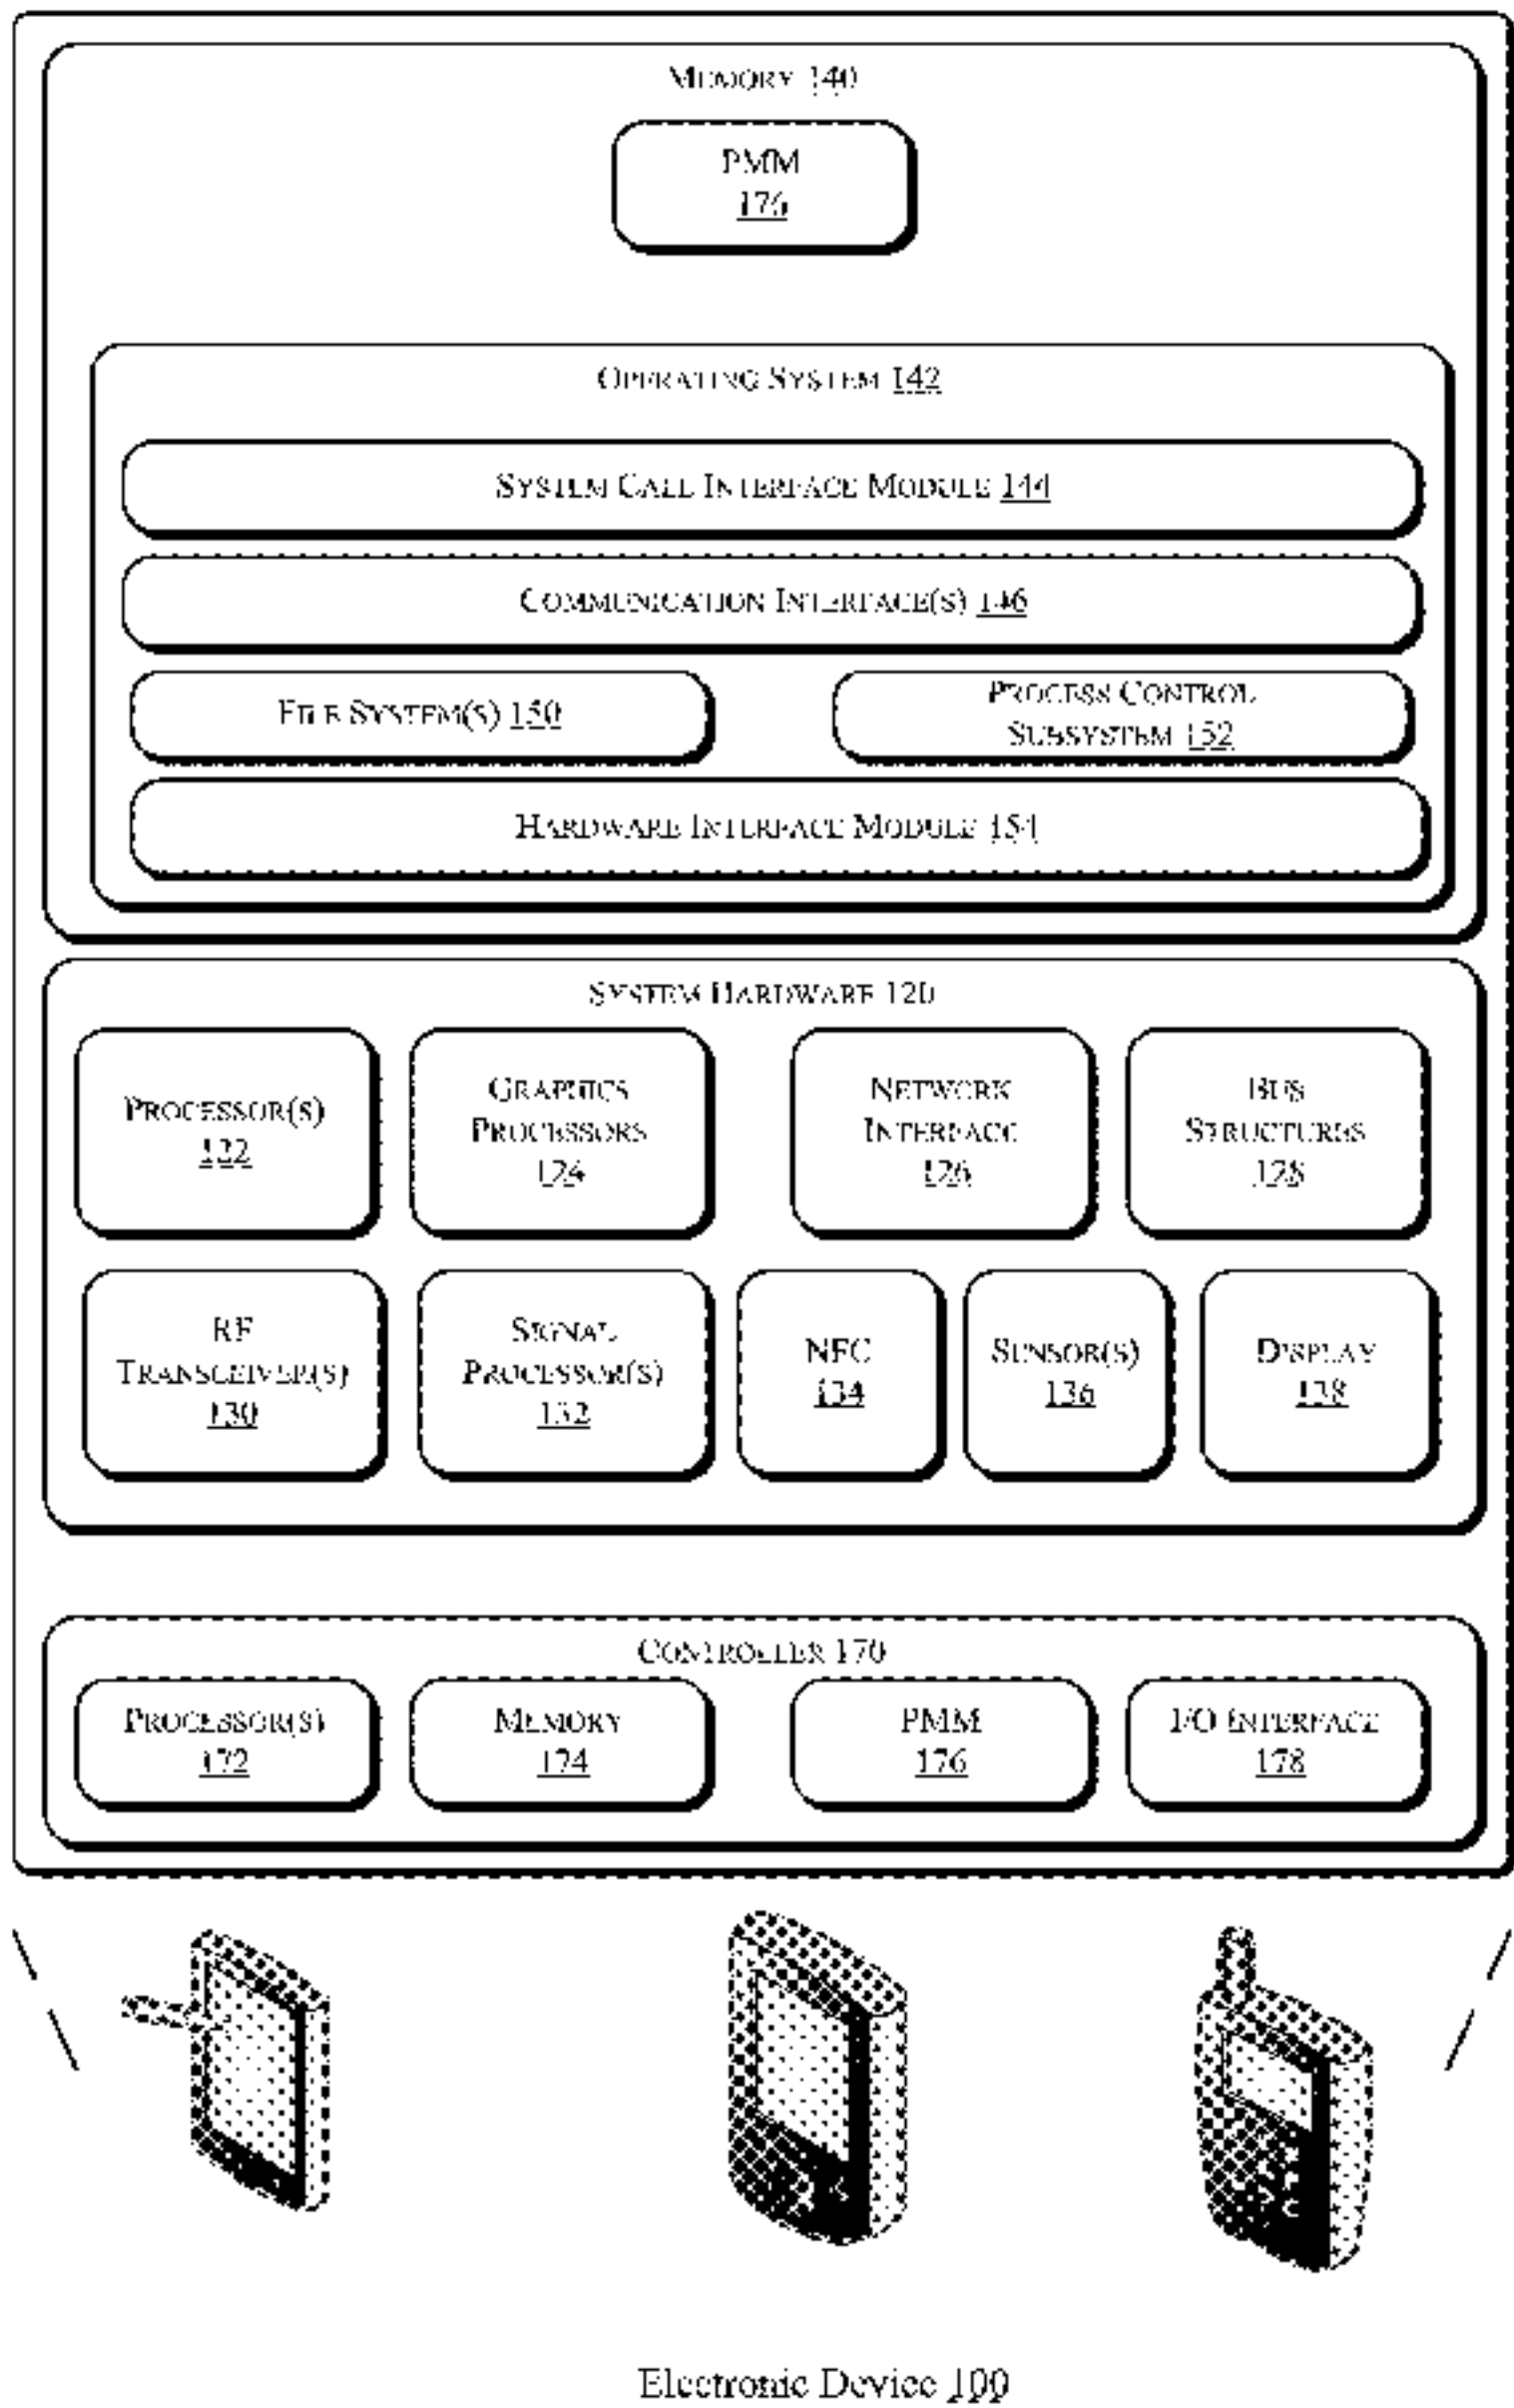 MEMORY 140
PMM
176
OPERATING SYSTEM 142
SYSTEM CALL INTERFACE MODULE 144
COMMUNICATION INTERFACE(S) 146
FILE SYSTEM(S) 150
PROCESS CONTROL
SUBSYSTEM 152
HARDWARE INTERFACE MODULE 154
SYSTEM HARDWARE 120
PROCESSOR(S)
122
GRAPHICS
PROCESSORS
124
NETWORK
INTERFACE
126
BUS
STRUCTURES
128
RF
TRANSCEIVER(S)
130
SIGNAL
PROCESSOR(S)
132
NFC
134
SENSOR(S)
136
DISPLAY
138
CONTROLLER 170
PROCESSOR(S)
172
MEMORY
174
PMM
176
I/O INTERFACE
178
Electronic Device 100